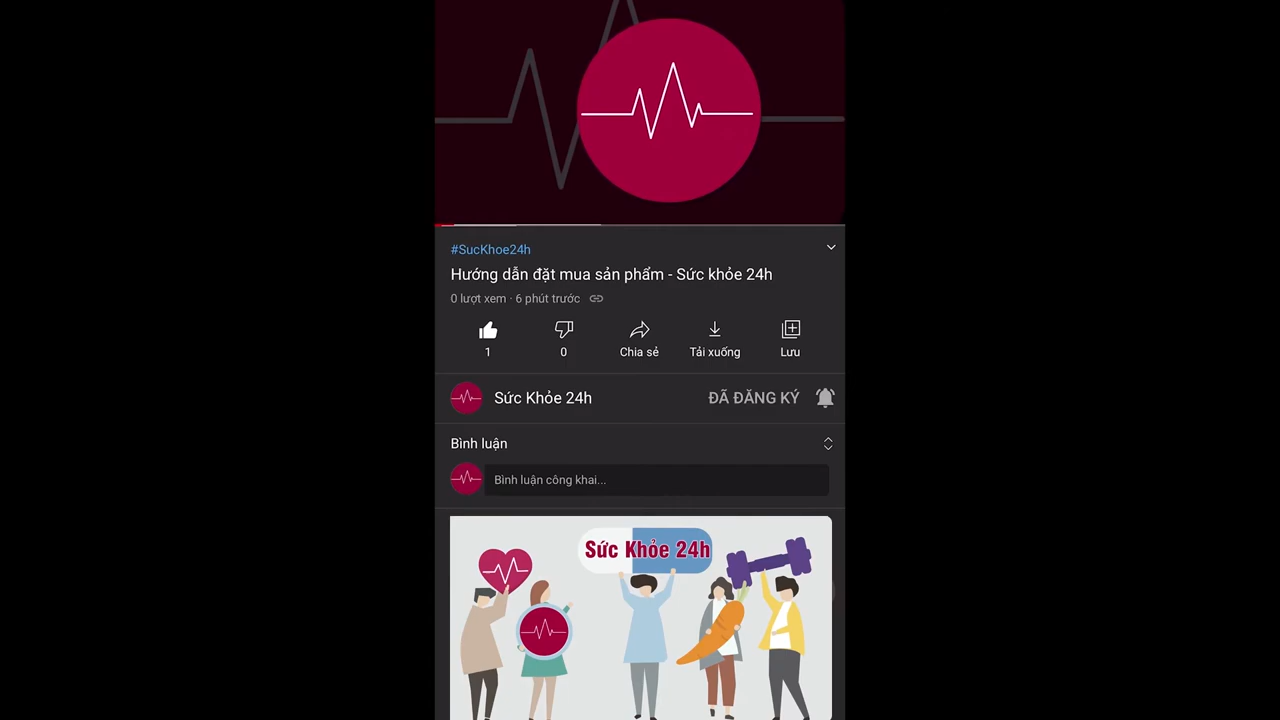 #SucKhoe24h
Hướng dẫn đặt mua sản phẩm - Sức khỏe 24h
0 lượt xem · 6 phút trước
1
0
Chia sẻ
Tải xuống
Lưu
Sức Khỏe 24h
ĐÃ ĐĂNG KÝ
Bình luận
Bình luận công khai...
Sức Khỏe 24h